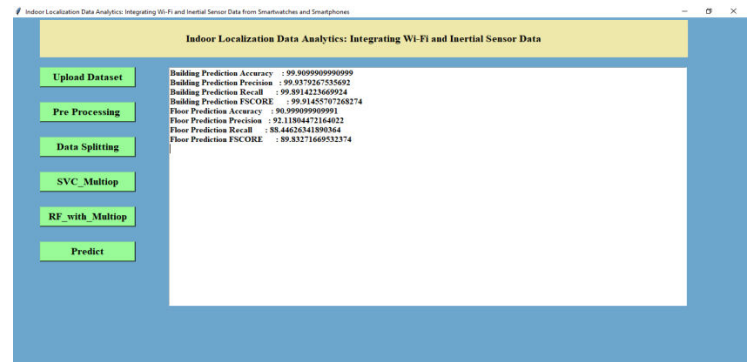 Indoor Localization Data Analytics: Integrating Wi-Fi and Inertial Sensor Data from Smartwatches and Smartphones
Indoor Localization Data Analytics: Integrating Wi-Fi and Inertial Sensor Data
Upload Dataset
Pre Processing
Data Splitting
SVC_Multiop
RF_with_Multiop
Predict
Building Prediction Accuracy : 99.9099909990999
Building Prediction Precision : 99.9379267535692
Building Prediction Recall : 99.8914223669924
Building Prediction FSCORE : 99.91455707268274
Floor Prediction Accuracy : 90.999099909991
Floor Prediction Precision : 92.11804472164022
Floor Prediction Recall : 88.44626341890364
Floor Prediction FSCORE : 89.83271669532374